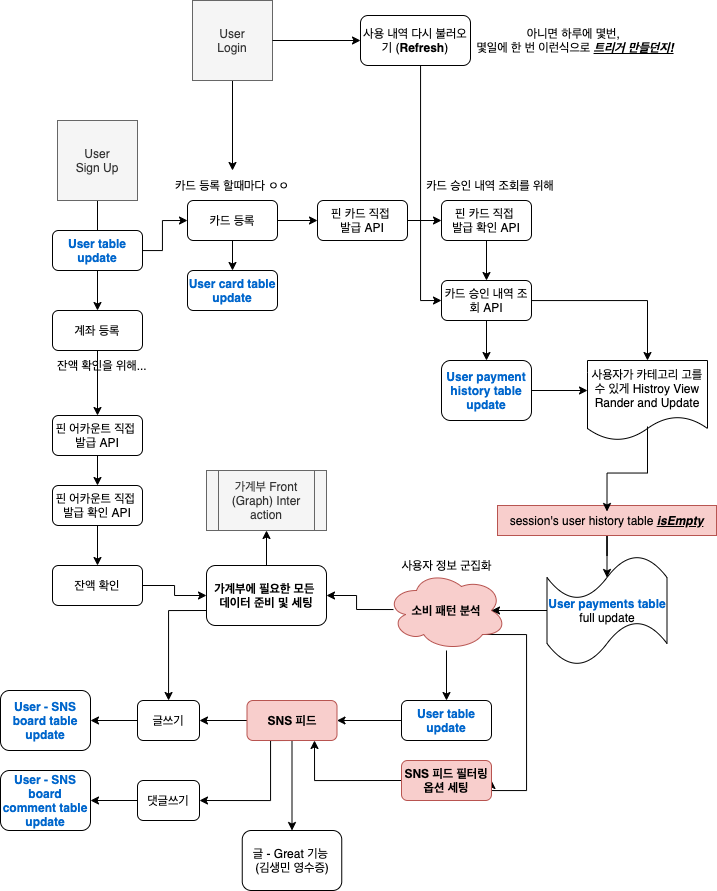 User
Login
사용 내역 다시 불러오
기 (Refresh)
아니면 하루에 몇번,
몇일에 한 번 이런식으로 트리거 만들던지!
User
Sign Up
카드 등록 할때마다 ㅇㅇ
카드 승인 내역 조회를 위해
카드 등록
핀 카드 직접
발급 API
핀 카드 직접
발급 확인 API
User table
update
User card table
update
카드 승인 내역 조
회 API
계좌 등록
잔액 확인을 위해...
User payment
history table
update
사용자가 카테고리 고를
수 있게 Histroy View
Rander and Update
핀 어카운트 직접
발급 API
핀 어카운트 직접
발급 확인 API
가계부 Front
(Graph) Inter
action
session's user history table isEmpty
잔액 확인
가계부에 필요한 모든
데이터 준비 및 세팅
사용자 정보 군집화
소비 패턴 분석
User payments table
full update
User - SNS
board table
update
글쓰기
SNS 피드
User table
update
User - SNS
board
comment table
update
댓글쓰기
SNS 피드 필터링
옵션 세팅
글 - Great 기능
(김생민 영수증)